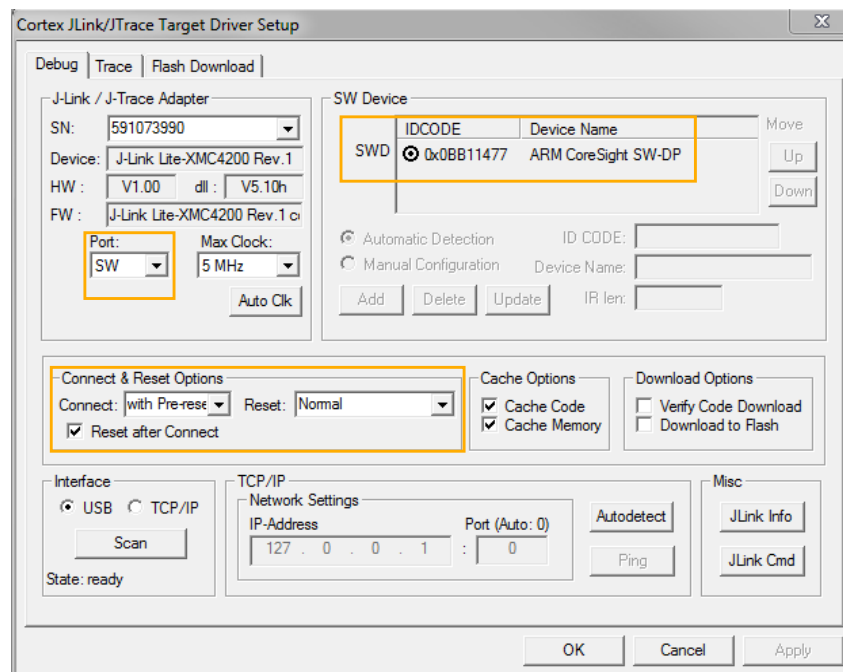 Cortex JLink/JTrace Target Driver Setup
Debug Trace Flash Download
J-Link / J-Trace Adapter
SN: 591073990
Device: J-Link Lite-XMC4200 Rev.1
HW : V1.00 dll : V5.10h
FW : J-Link Lite-XMC4200 Rev.1 c
Port: Max Clock:
SW 5 MHz
Auto Clk
SW Device
IDCODE Device Name Move
SWD 0x0BB11477 ARM CoreSight SW-DP Up
Down
Automatic Detection ID CODE:
Manual Configuration Device Name:
Add Delete Update IR len:
Connect & Reset Options
Connect: with Pre-rese Reset: Normal
Reset after Connect
Cache Options
Cache Code
Cache Memory
Download Options
Verify Code Download
Download to Flash
Interface
USB TCP/IP
Scan
State: ready
TCP/IP
Network Settings
IP-Address Port (Auto: 0)
127 . 0 . 0 . 1 : 0
Autodetect
Ping
Misc
JLink Info
JLink Cmd
OK Cancel Apply